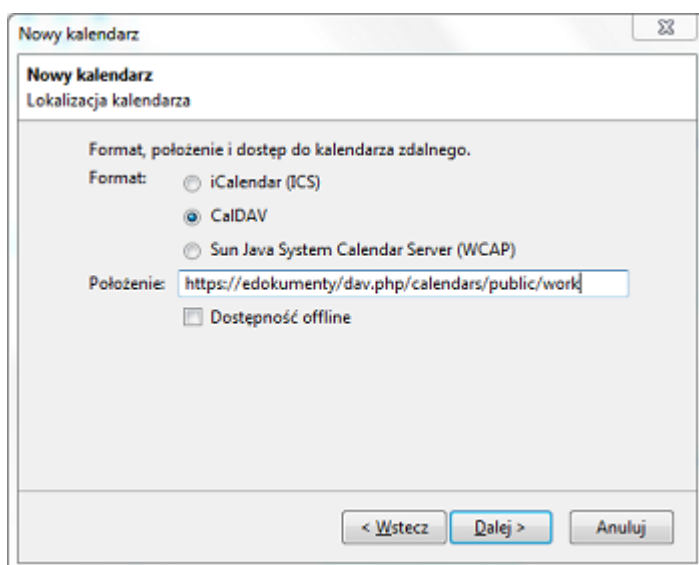 Nowy kalendarz
Nowy kalendarz
Lokalizacja kalendarza
Format, położenie i dostęp do kalendarza zdalnego.
Format:
iCalendar (ICS)
CalDAV
Sun Java System Calendar Server (WCAP)
Położenie: https://edokumenty/dav.php/calendars/public/work
Dostępność offline
< Wstecz Dalej > Anuluj